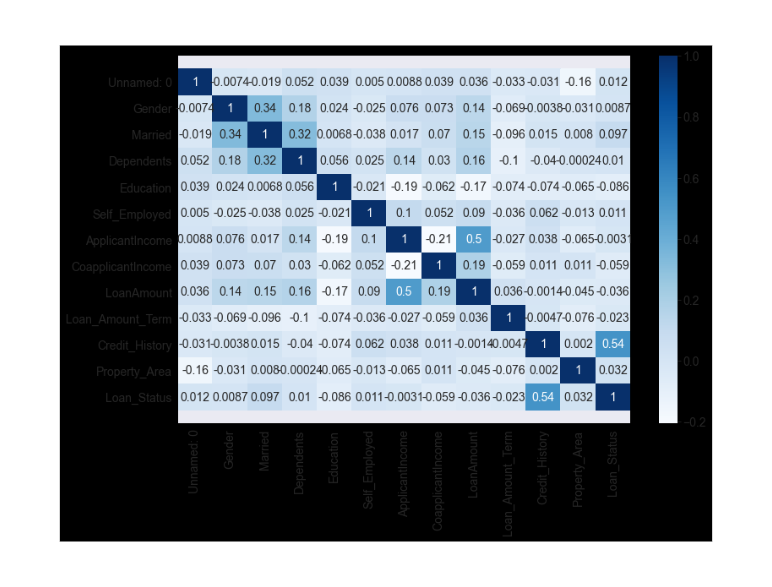 Unnamed: 0 1 -0.0074 -0.019 0.052 0.039 0.005 0.0088 0.039 0.036 -0.033 -0.031 -0.16 0.012
Gender -0.0074 1 0.34 0.18 0.024 -0.025 0.076 0.073 0.14 -0.069 -0.0038 -0.031 0.0087
Married -0.019 0.34 1 0.32 0.0068 -0.038 0.017 0.07 0.15 -0.096 0.015 0.008 0.097
Dependents 0.052 0.18 0.32 1 0.056 0.025 0.14 0.03 0.16 -0.1 -0.04 -0.00024 0.01
Education 0.039 0.024 0.0068 0.056 1 -0.021 -0.19 -0.062 -0.17 -0.074 -0.074 -0.065 -0.086
Self_Employed 0.005 -0.025 -0.038 0.025 -0.021 1 0.1 0.052 0.09 -0.036 0.062 -0.013 0.011
ApplicantIncome 0.0088 0.076 0.017 0.14 -0.19 0.1 1 -0.21 0.5 -0.027 0.038 -0.065 -0.0031
CoapplicantIncome 0.039 0.073 0.07 0.03 -0.062 0.052 -0.21 1 0.19 -0.059 0.011 0.011 -0.059
LoanAmount 0.036 0.14 0.15 0.16 -0.17 0.09 0.5 0.19 1 0.036 -0.0014 -0.045 -0.036
Loan_Amount_Term -0.033 -0.069 -0.096 -0.1 -0.074 -0.036 -0.027 -0.059 0.036 1 -0.0047 -0.076 -0.023
Credit_History -0.031 -0.0038 0.015 -0.04 -0.074 0.062 0.038 0.011 -0.0014 -0.0047 1 0.002 0.54
Property_Area -0.16 -0.031 0.008 -0.00024 -0.065 -0.013 -0.065 0.011 -0.045 -0.076 0.002 1 0.032
Loan_Status 0.012 0.0087 0.097 0.01 -0.086 0.011 -0.0031 -0.059 -0.036 -0.023 0.54 0.032 1
Unnamed: 0
Gender
Married
Dependents
Education
Self_Employed
ApplicantIncome
CoapplicantIncome
LoanAmount
Loan_Amount_Term
Credit_History
Property_Area
Loan_Status
1.0
0.8
0.6
0.4
0.2
0.0
-0.2